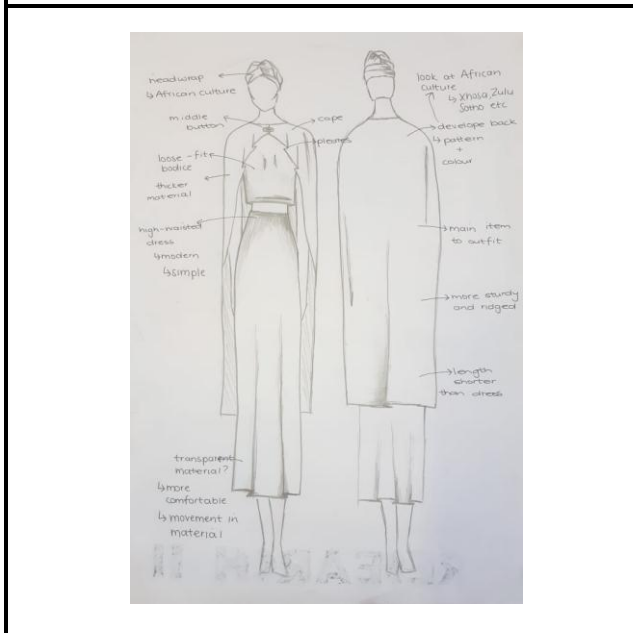 headwrap
↳ African culture
middle
button
loose-fit
bodice
thicker
material
high-waisted
dress
↳ modern
↳ simple
transparent
material?
↳ more
comfortable
↳ movement in
material
cape
pleates
look at African
culture
↳ Xhosa, Zulu
Sotho etc
develope back
↳ pattern
+
colour
main item
to outfit
more sturdy
and ridged
length
shorter
than dress